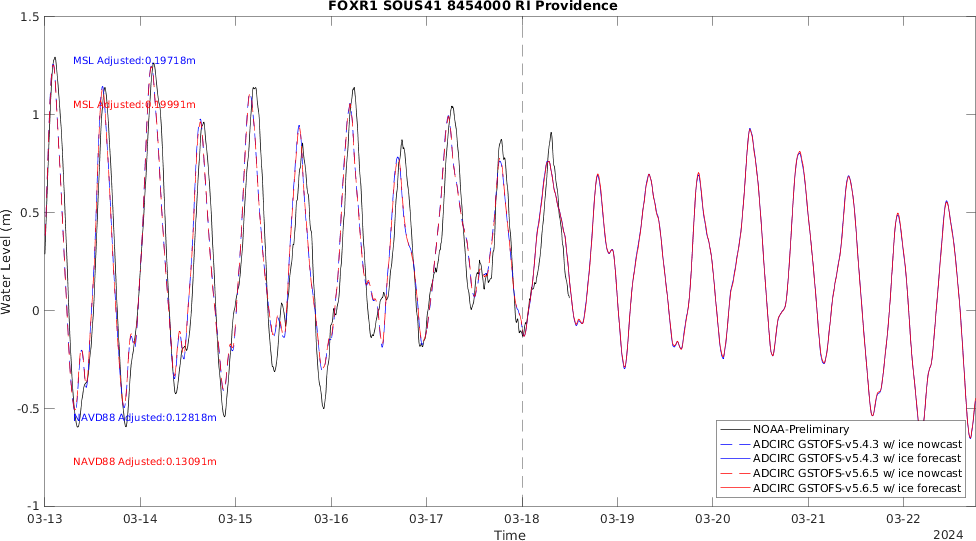 FOXR1 SOUS41 8454000 RI Providence
1.5
MSL Adjusted:0.19718m
MSL Adjusted:0.19991m
1
0.5
Water Level (m)
0
-0.5
NAVD88 Adjusted:0.12818m
NAVD88 Adjusted:0.13091m
NOAA-Preliminary
ADCIRC GSTOFS-v5.4.3 w/ ice nowcast
ADCIRC GSTOFS-v5.4.3 w/ ice forecast
ADCIRC GSTOFS-v5.6.5 w/ ice nowcast
ADCIRC GSTOFS-v5.6.5 w/ ice forecast
-1
03-13 03-14 03-15 03-16 03-17 03-18 03-19 03-20 03-21 03-22
Time
2024